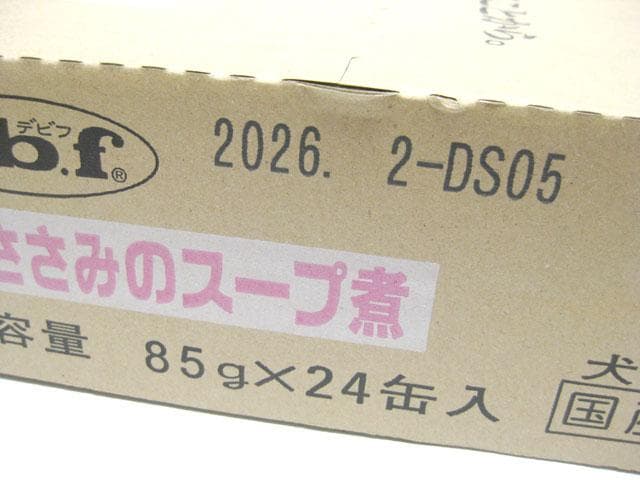 デビフ
b.f®
2026. 2-DS05
ささみのスープ煮
容量 85g×24缶入
犬
国